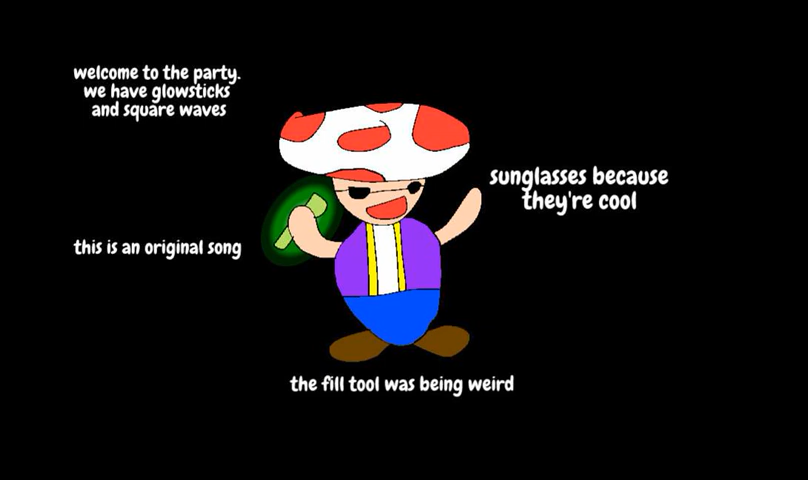 welcome to the party.
we have glowsticks
and square waves
sunglasses because
they're cool
this is an original song
the fill tool was being weird